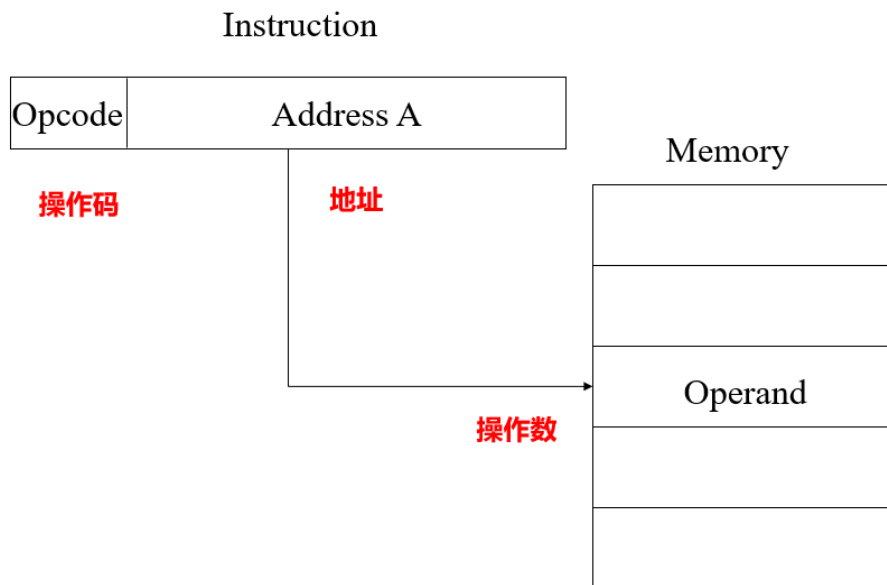 Instruction
Opcode
Address A
操作码
地址
Memory
Operand
操作数